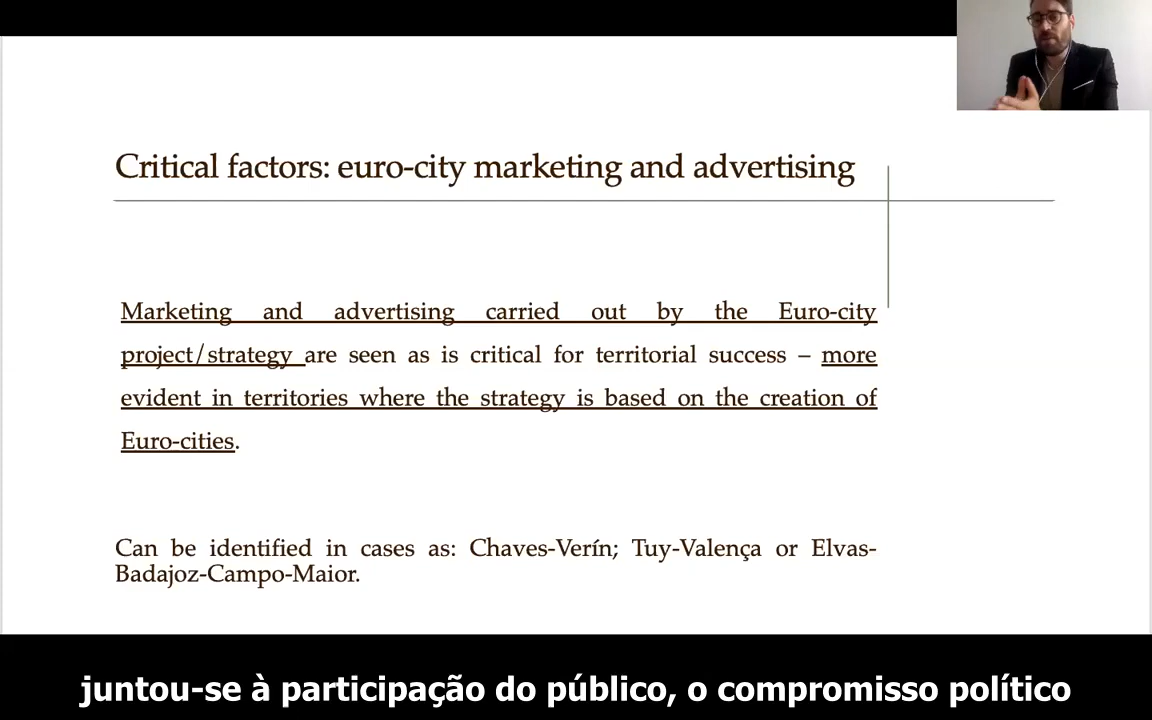 Critical factors: euro-city marketing and advertising
Marketing and advertising carried out by the Euro-city
project/strategy are seen as is critical for territorial success – more
evident in territories where the strategy is based on the creation of
Euro-cities.
Can be identified in cases as: Chaves-Verín; Tuy-Valença or Elvas-
Badajoz-Campo-Maior.
juntou-se à participação do público, o compromisso político